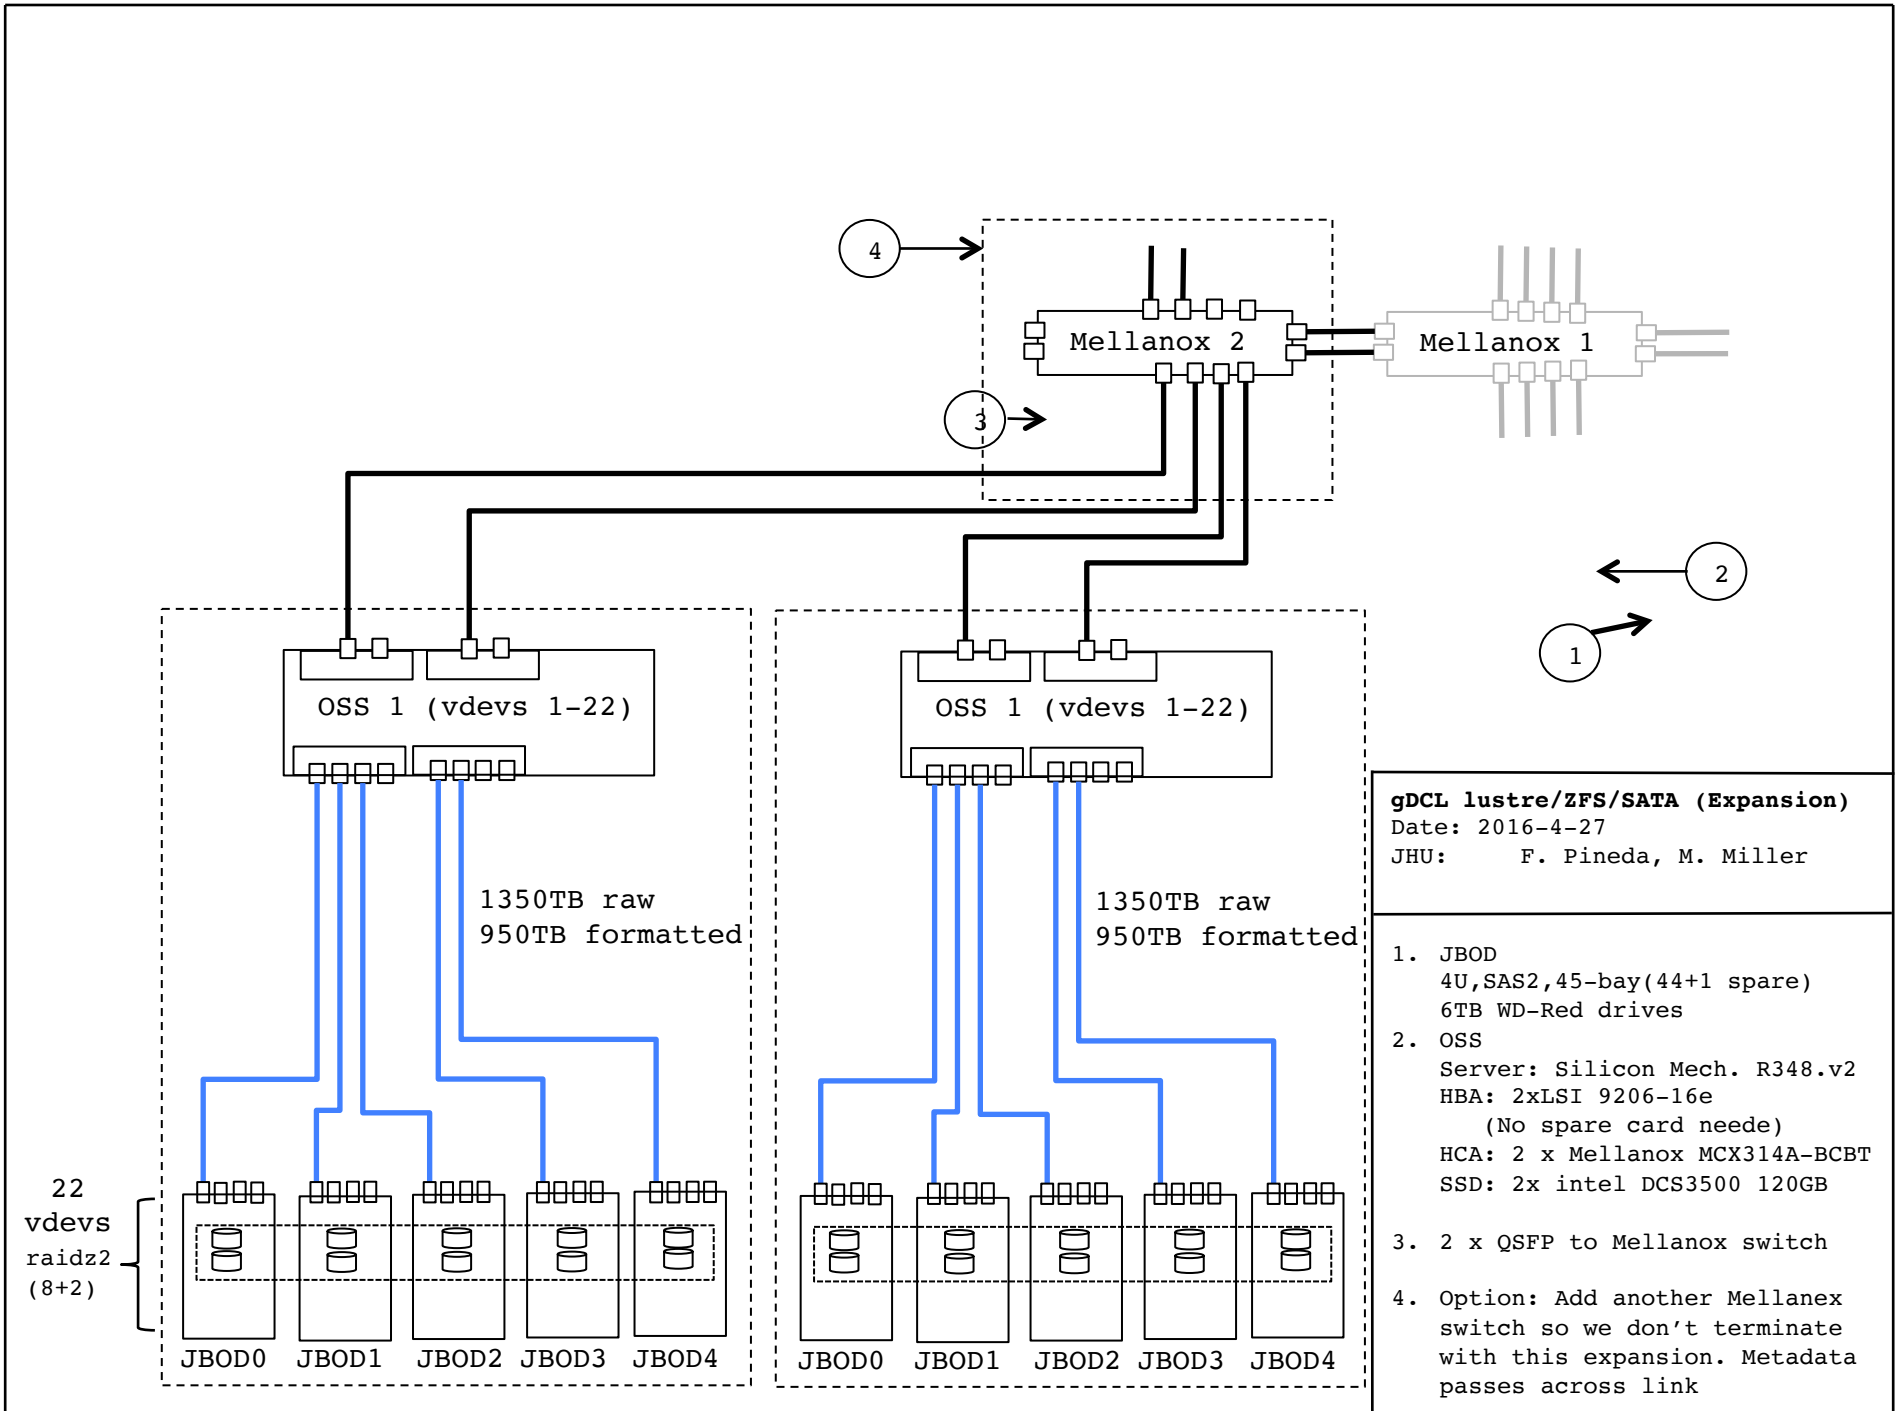 4
Mellanox 2
Mellanox 1
3
2
1
OSS 1 (vdevs 1-22)
OSS 1 (vdevs 1-22)
1350TB raw
950TB formatted
1350TB raw
950TB formatted
22
vdevs
raidz2
(8+2)
JBOD0
JBOD1
JBOD2
JBOD3
JBOD4
JBOD0
JBOD1
JBOD2
JBOD3
JBOD4
gDCL lustre/ZFS/SATA (Expansion)
Date: 2016-4-27
JHU: F. Pineda, M. Miller
1. JBOD
4U,SAS2,45-bay(44+1 spare)
6TB WD-Red drives
2. OSS
Server: Silicon Mech. R348.v2
HBA: 2xLSI 9206-16e
(No spare card neede)
HCA: 2 x Mellanox MCX314A-BCBT
SSD: 2x intel DCS3500 120GB
3. 2 x QSFP to Mellanox switch
4. Option: Add another Mellanex
switch so we don't terminate
with this expansion. Metadada
passes across link